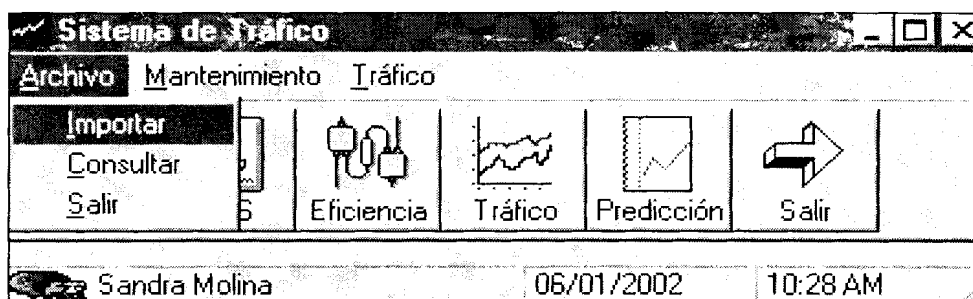 Sistema de Tráfico
Archivo Mantenimiento Tráfico
Importar
Consultar
Salir
S Eficiencia Tráfico Predicción Salir
Sandra Molina 06/01/2002 10:28 AM